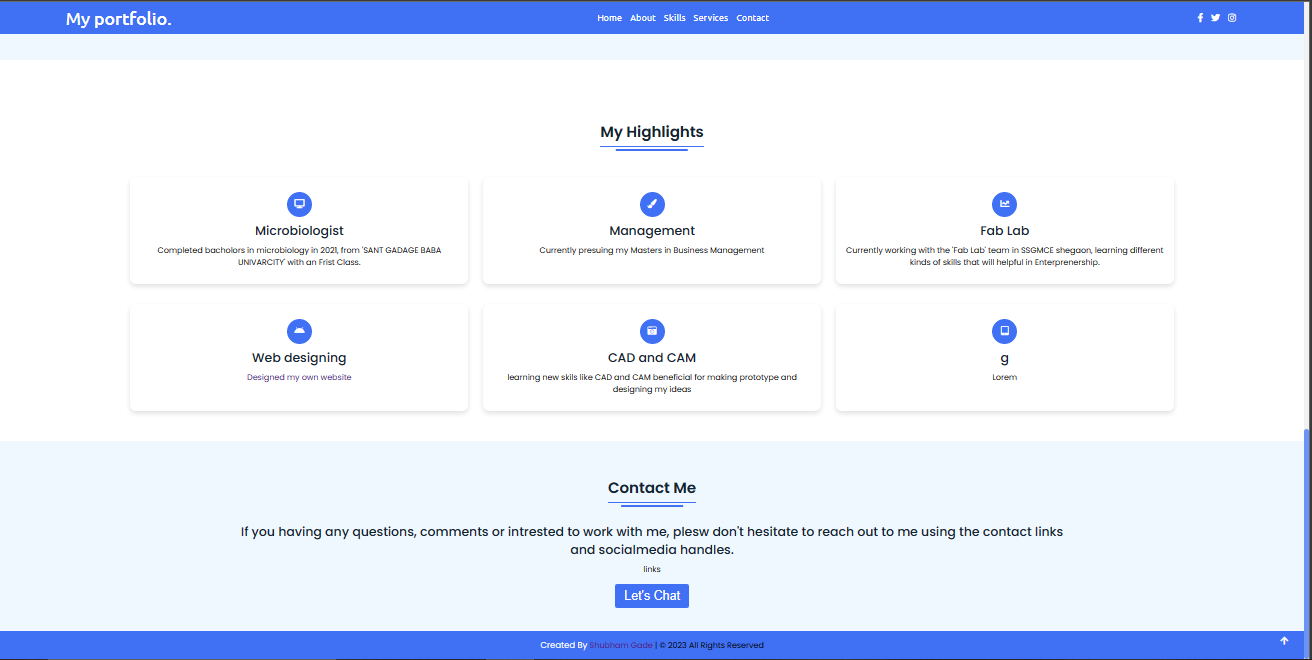 My portfolio.
Home About Skills Services Contact
My Highlights
Microbiologist
Completed bacholors in microbiology in 2021, from 'SANT GADAGE BABA
UNIVARCITY' with an Frist Class.
Management
Currently presuing my Masters in Business Management
Fab Lab
Currently working with the 'Fab Lab' team in SSGMCE shegaon, learning different
kinds of skills that will helpful in Enterprenership.
Web designing
Designed my own website
CAD and CAM
learning new skils like CAD and CAM beneficial for making prototype and
designing my ideas
g
Lorem
Contact Me
If you having any questions, comments or intrested to work with me, plesw don't hesitate to reach out to me using the contact links
and socialmedia handles.
links
Let's Chat
Created By Shubham Gade | © 2023 All Rights Reserved